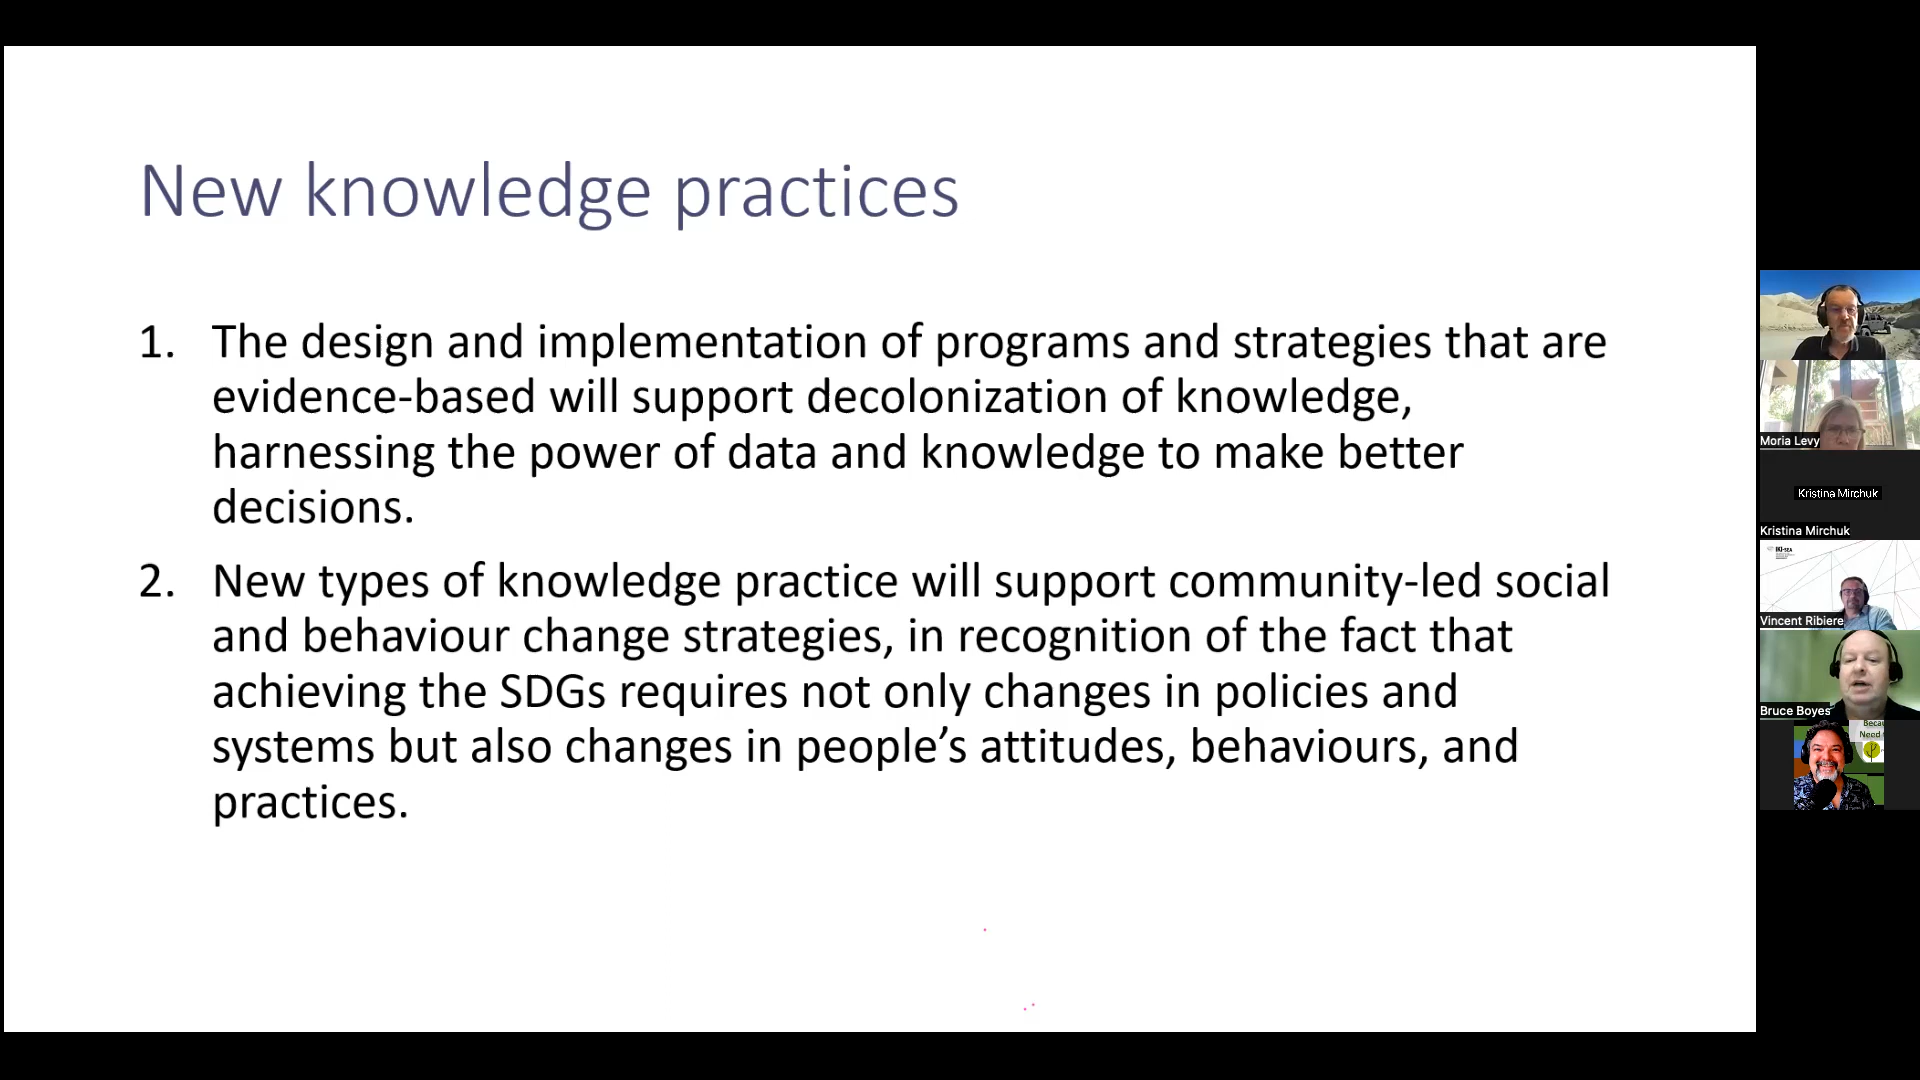 New knowledge practices
1. The design and implementation of programs and strategies that are
evidence-based will support decolonization of knowledge,
harnessing the power of data and knowledge to make better
decisions.
2. New types of knowledge practice will support community-led social
and behaviour change strategies, in recognition of the fact that
achieving the SDGs requires not only changes in policies and
systems but also changes in people’s attitudes, behaviours, and
practices.
Moria Levy
Kristina Mirchuk
Kristina Mirchuk
IKI-SEA
Vincent Ribiere
Bruce Boyes
Need